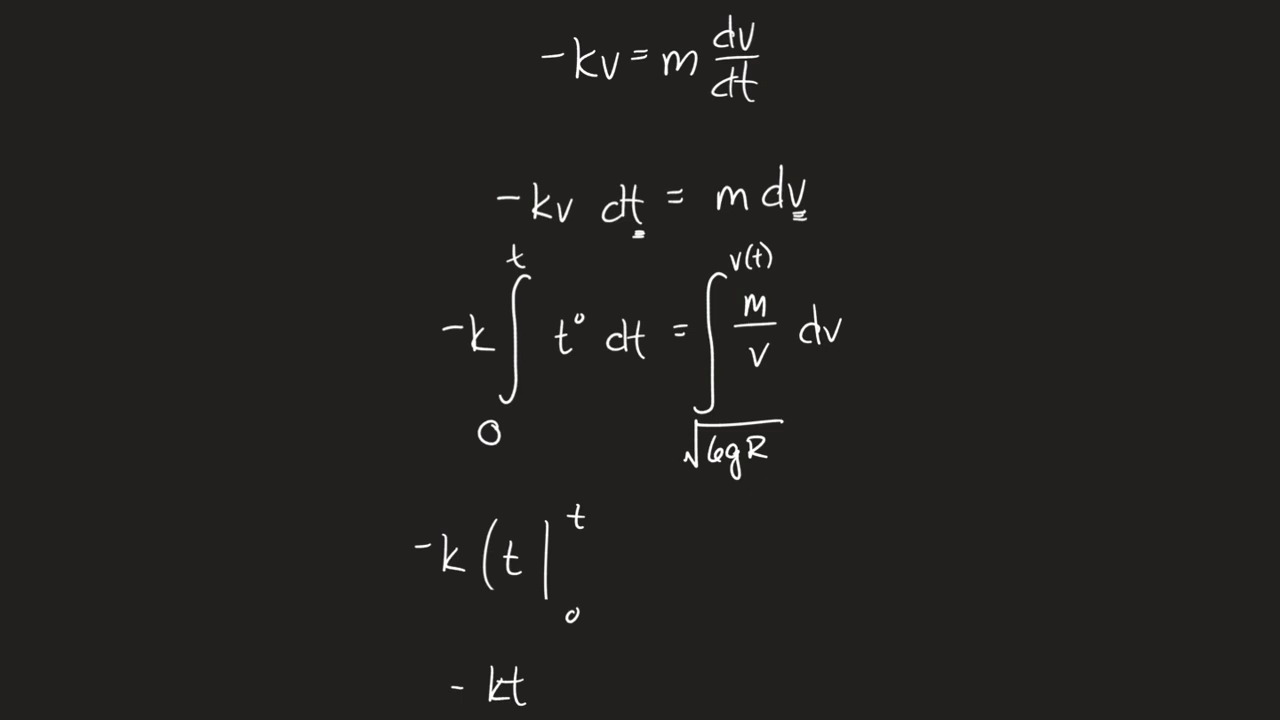 -kv = m dv/dt
-kv dt = m dv
-k ∫₀ᵗ t⁰ dt = ∫_{√(6gR)}^{v(t)} m/v dv
-k (t |₀ᵗ
- kt